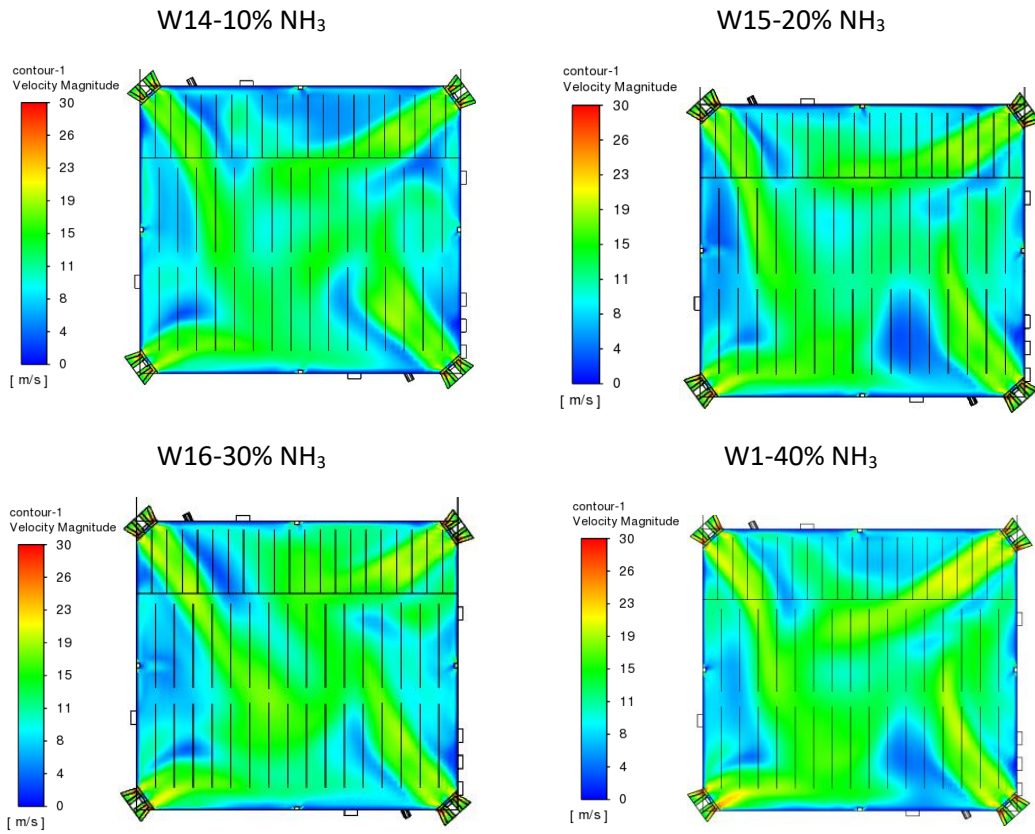 W14-10% NH₃
contour-1
Velocity Magnitude
30
26
23
19
15
11
8
4
0
[ m/s ]
W15-20% NH₃
contour-1
Velocity Magnitude
30
26
23
19
15
11
8
4
0
[ m/s ]
W16-30% NH₃
contour-1
Velocity Magnitude
30
26
23
19
15
11
8
4
0
[ m/s ]
W1-40% NH₃
contour-1
Velocity Magnitude
30
26
23
19
15
11
8
4
0
[ m/s ]